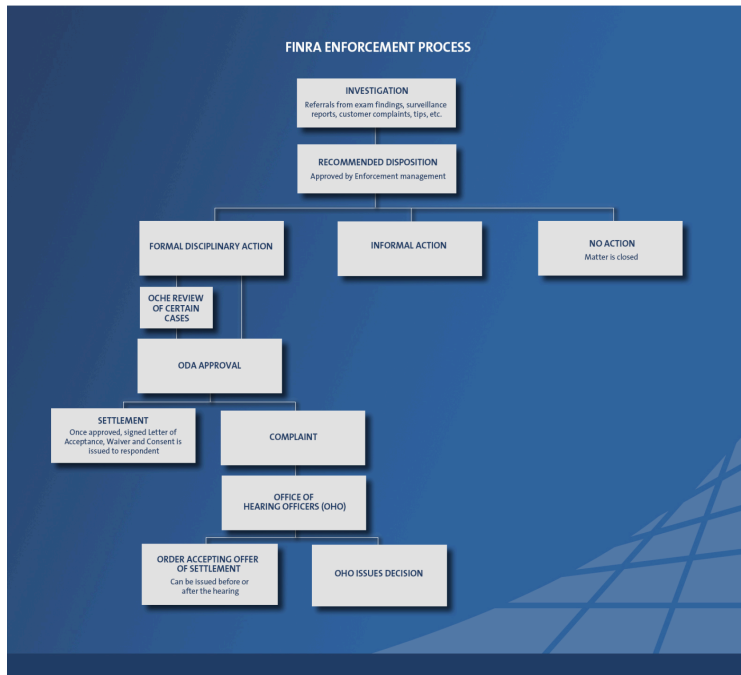 FINRA ENFORCEMENT PROCESS
INVESTIGATION
Referrals from exam findings, surveillance
reports, customer complaints, tips, etc.
RECOMMENDED DISPOSITION
Approved by Enforcement management
FORMAL DISCIPLINARY ACTION
INFORMAL ACTION
NO ACTION
Matter is closed
OCHE REVIEW
OF CERTAIN
CASES
ODA APPROVAL
SETTLEMENT
Once approved, signed Letter of
Acceptance, Waiver and Consent is
issued to respondent
COMPLAINT
OFFICE OF
HEARING OFFICERS (OHO)
ORDER ACCEPTING OFFER
OF SETTLEMENT
Can be issued before or
after the hearing
OHO ISSUES DECISION